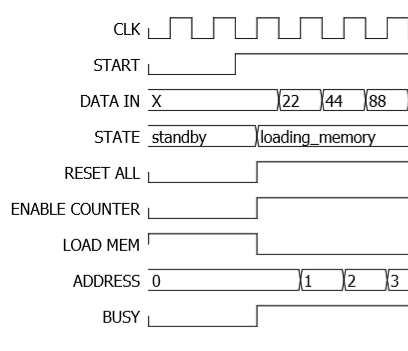 CLK
START
DATA IN X 22 44 88
STATE standby loading_memory
RESET ALL
ENABLE COUNTER
LOAD MEM
ADDRESS 0 1 2 3
BUSY